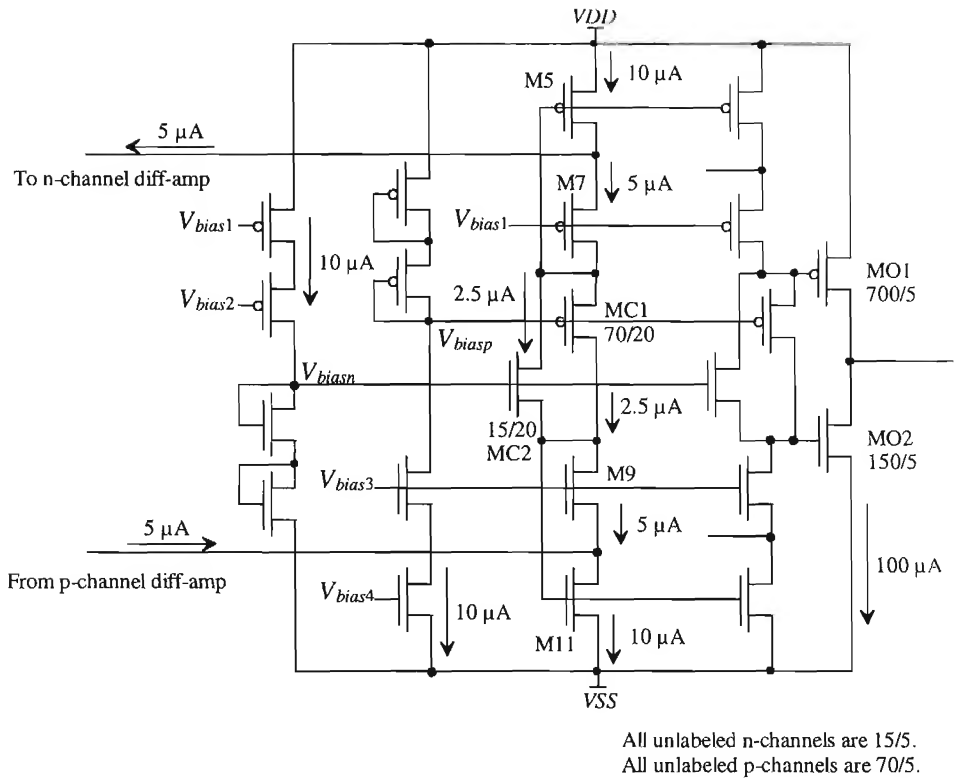 VDD
10 µA
M5
5 µA
To n-channel diff-amp
M7
5 µA
Vbias1
Vbias1
10 µA
Vbias2
2.5 µA
MC1
70/20
MO1
700/5
Vbiasp
Vbiasn
2.5 µA
15/20
MC2
MO2
150/5
Vbias3
M9
5 µA
5 µA
From p-channel diff-amp
100 µA
Vbias4
10 µA
M11
10 µA
VSS
All unlabeled n-channels are 15/5.
All unlabeled p-channels are 70/5.